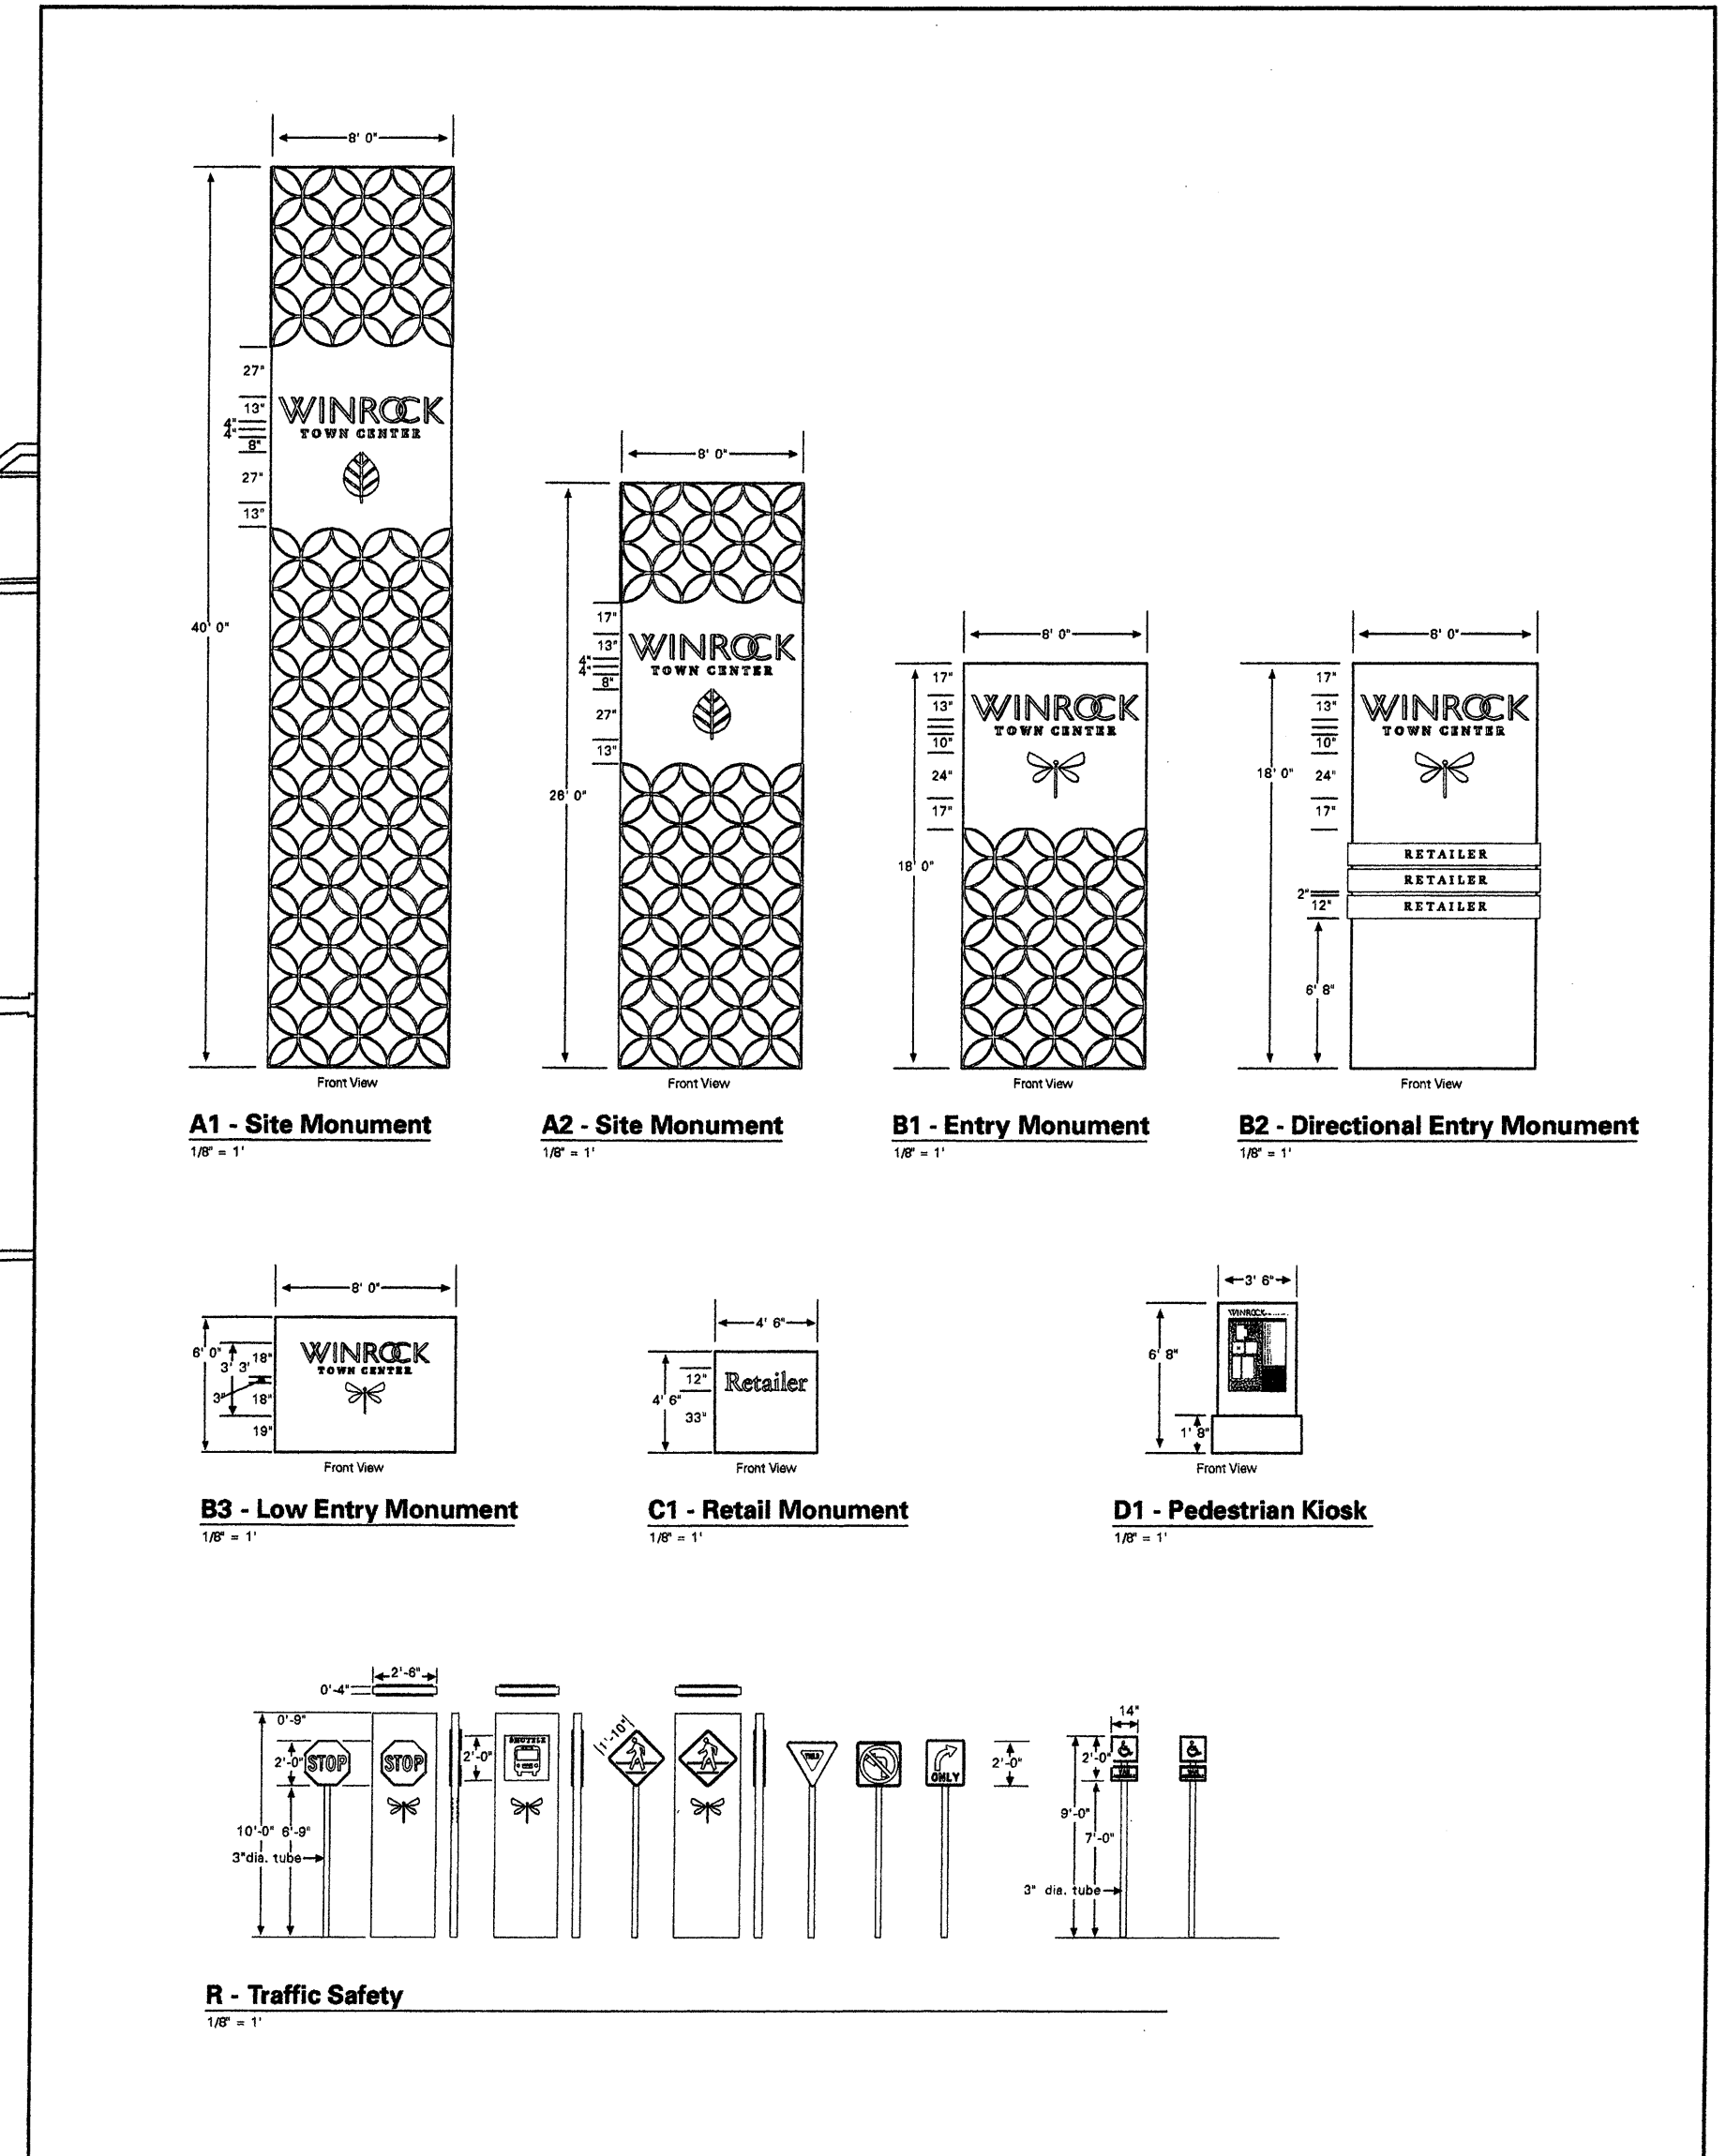 8' 0"
40' 0"
27"
13"
4"
4"
8"
27"
13"
WINROCK
TOWN CENTER
Front View
A1 - Site Monument
1/8" = 1'
8' 0"
17"
13"
4"
4"
8"
27"
13"
26' 0"
WINROCK
TOWN CENTER
Front View
A2 - Site Monument
1/8" = 1'
8' 0"
17"
13"
10"
24"
17"
18' 0"
WINROCK
TOWN CENTER
Front View
B1 - Entry Monument
1/8" = 1'
8' 0"
17"
13"
10"
24"
17"
18' 0"
2"
12"
6' 8"
WINROCK
TOWN CENTER
RETAILER
RETAILER
RETAILER
Front View
B2 - Directional Entry Monument
1/8" = 1'
8' 0"
6' 0"
3' 3"
18"
3"
18"
19"
WINROCK
TOWN CENTER
Front View
B3 - Low Entry Monument
1/8" = 1'
4' 6"
4' 6"
12"
33"
Retailer
Front View
C1 - Retail Monument
1/8" = 1'
3' 6"
6' 8"
1' 8"
WINROCK
Front View
D1 - Pedestrian Kiosk
1/8" = 1'
2'-6"
0'-4"
0'-9"
2'-0"
STOP
STOP
2'-0"
SHUTTLE
1'-10"
YIELD
ONLY
2'-0"
10'-0"
6'-9"
3"dia. tube
14"
2'-0"
9'-0"
7'-0"
3" dia. tube
R - Traffic Safety
1/8" = 1'